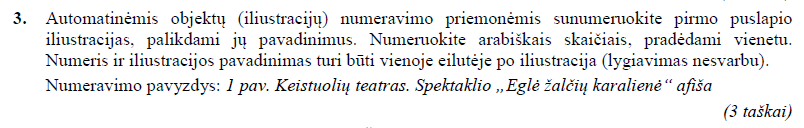 3. Automatinėmis objektų (iliustracijų) numeravimo priemonėmis sunumeruokite pirmo puslapio
iliustracijas, palikdami jų pavadinimus. Numeruokite arabiškais skaičiais, pradėdami vienetu.
Numeris ir iliustracijos pavadinimas turi būti vienoje eilutėje po iliustracija (lygiavimas nesvarbu).
Numeravimo pavyzdys: 1 pav. Keistuolių teatras. Spektaklio „Eglė žalčių karalienė“ afiša
(3 taškai)